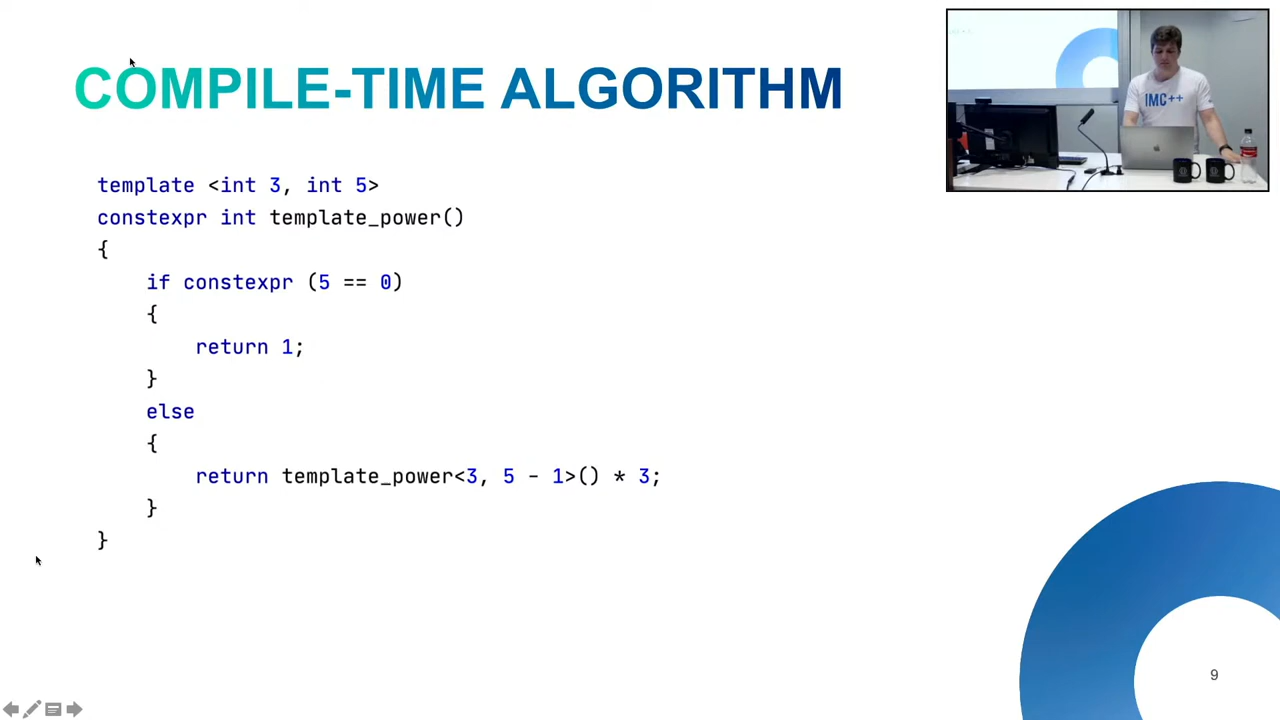 COMPILE-TIME ALGORITHM
IMC++
template <int 3, int 5>
constexpr int template_power()
{
if constexpr (5 == 0)
{
return 1;
}
else
{
return template_power<3, 5 - 1>() * 3;
}
}
9